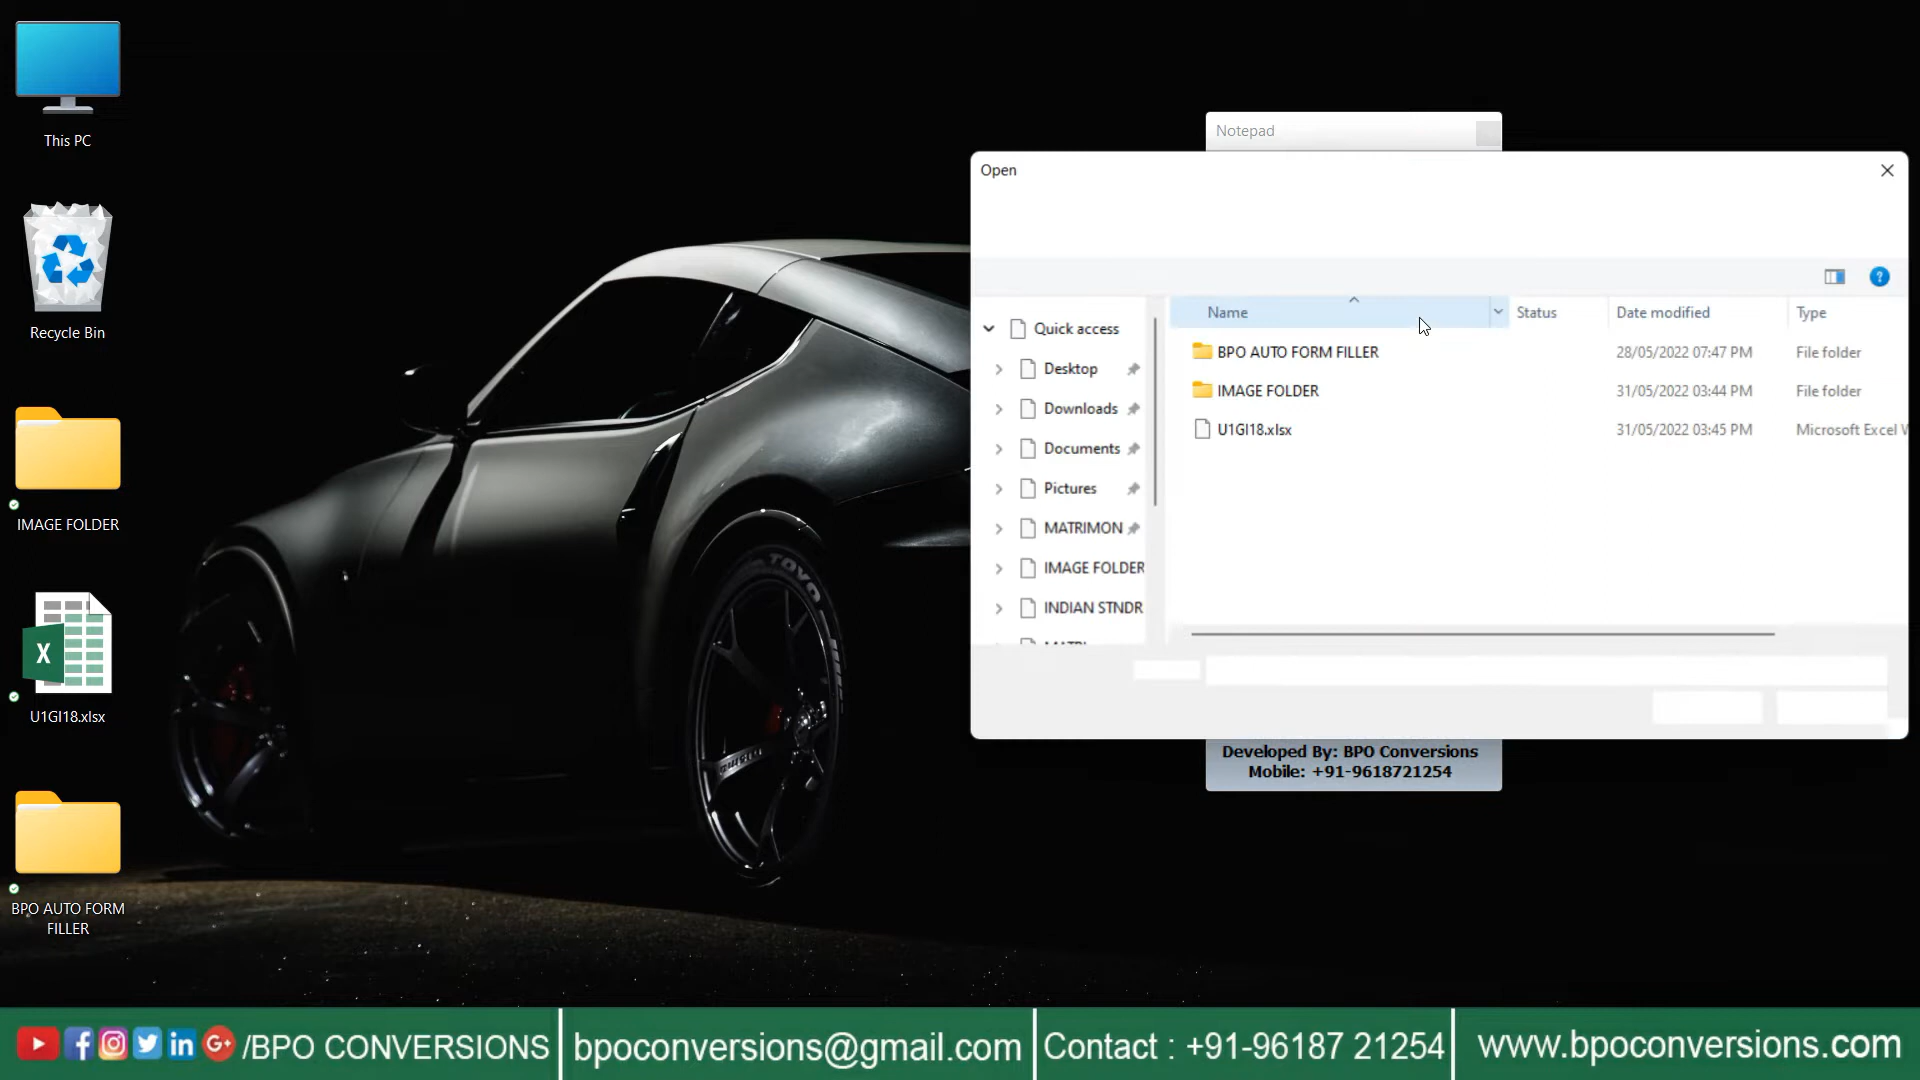 This PC
Recycle Bin
IMAGE FOLDER
U1GI18.xlsx
BPO AUTO FORM
FILLER
Notepad
Open
Quick access
Desktop
Downloads
Documents
Pictures
MATRIMON
IMAGE FOLDER
INDIAN STNDR
Name Status Date modified Type
BPO AUTO FORM FILLER 28/05/2022 07:47 PM File folder
IMAGE FOLDER 31/05/2022 03:44 PM File folder
U1GI18.xlsx 31/05/2022 03:45 PM Microsoft Excel W
Developed By: BPO Conversions
Mobile: +91-9618721254
TOYO
/BPO CONVERSIONS
bpoconversions@gmail.com
Contact : +91-96187 21254
www.bpoconversions.com